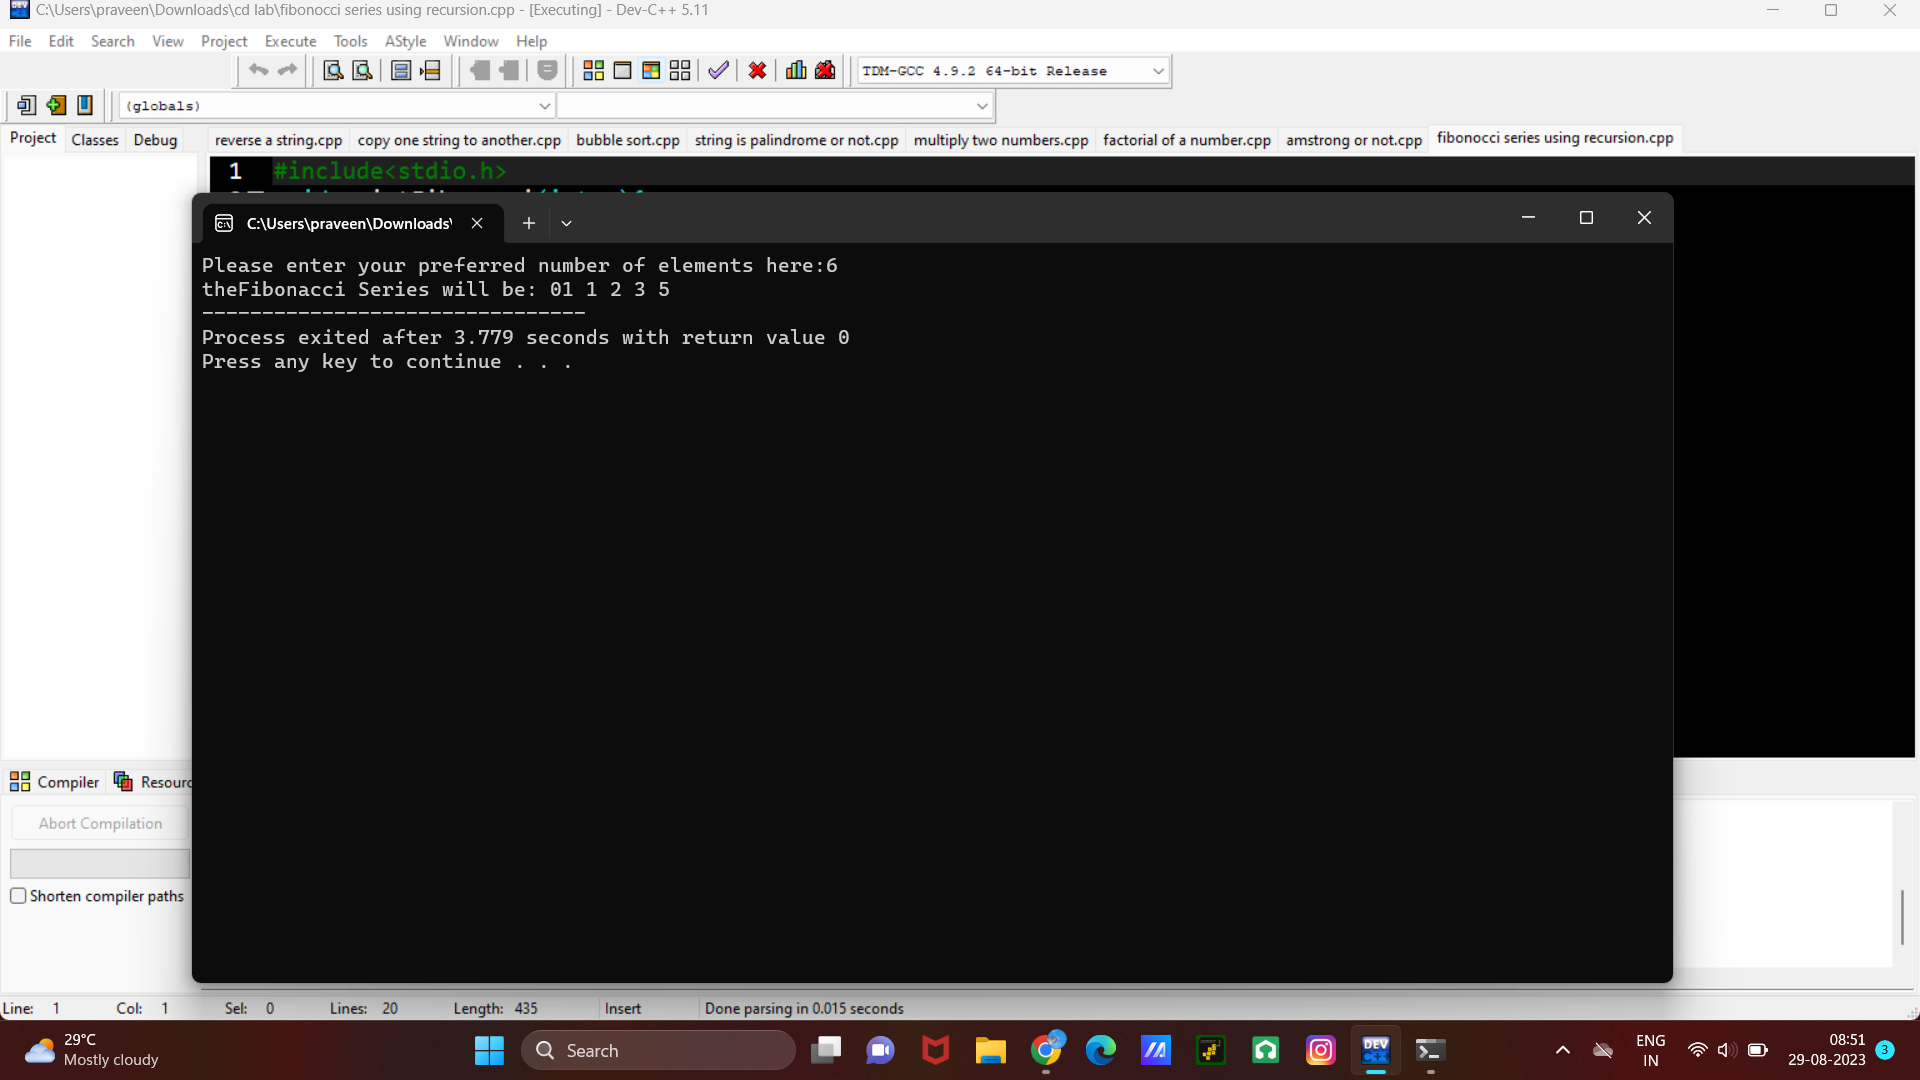 C:\Users\praveen\Downloads\cd lab\fibonocci series using recursion.cpp - [Executing] - Dev-C++ 5.11
File Edit Search View Project Execute Tools AStyle Window Help
TDM-GCC 4.9.2 64-bit Release
(globals)
Project Classes Debug reverse a string.cpp copy one string to another.cpp bubble sort.cpp string is palindrome or not.cpp multiply two numbers.cpp factorial of a number.cpp amstrong or not.cpp fibonocci series using recursion.cpp
1 #include<stdio.h>
C:\Users\praveen\Downloads\
Please enter your preferred number of elements here:6
theFibonacci Series will be: 01 1 2 3 5
--------------------------------
Process exited after 3.779 seconds with return value 0
Press any key to continue . . .
Compiler Resourc
Abort Compilation
Shorten compiler paths
Line: 1 Col: 1 Sel: 0 Lines: 20 Length: 435 Insert Done parsing in 0.015 seconds
29°C
Mostly cloudy
Search
DEV
C++
ENG
IN
08:51
29-08-2023
3